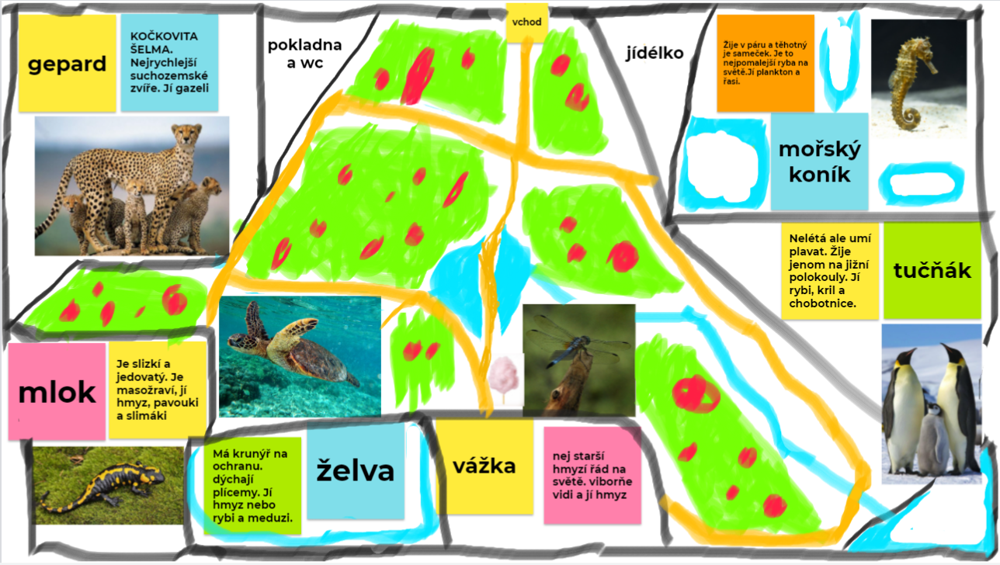 gepard
KOČKOVITA
ŠELMA.
Nejrychlejší
suchozemské
zvíře. Jí gazeli
pokladna
a wc
vchod
jídélko
Žije v páru a těhotný
je sameček. Je to
nejpomalejší ryba na
světě.Jí plankton a
řasi.
mořský
koník
Nelétá ale umí
plavat. Žije
jenom na jižní
polokouly. Jí
rybi, kril a
chobotnice.
tučňák
mlok
Je slizkí a
jedovatý. Je
masožraví, jí
hmyz, pavouki
a slimáki
Má krunýř na
ochranu.
dýchají
plícemy. Jí
hmyz nebo
rybi a meduzi.
želva
vážka
nej starší
hmyzí řád na
světě. viborňe
vidi a jí hmyz